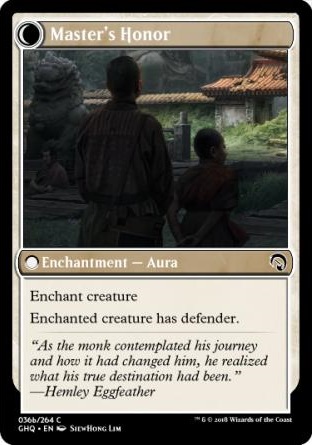 Master's Honor
Enchantment — Aura
Enchant creature
Enchanted creature has defender.
“As the monk contemplated his journey
and how it had changed him, he realized
what his true destination had been.”
—Hemley Eggfeather
036b/264 C
GHQ • EN SiewHong Lim
™ & © 2018 Wizards of the Coast